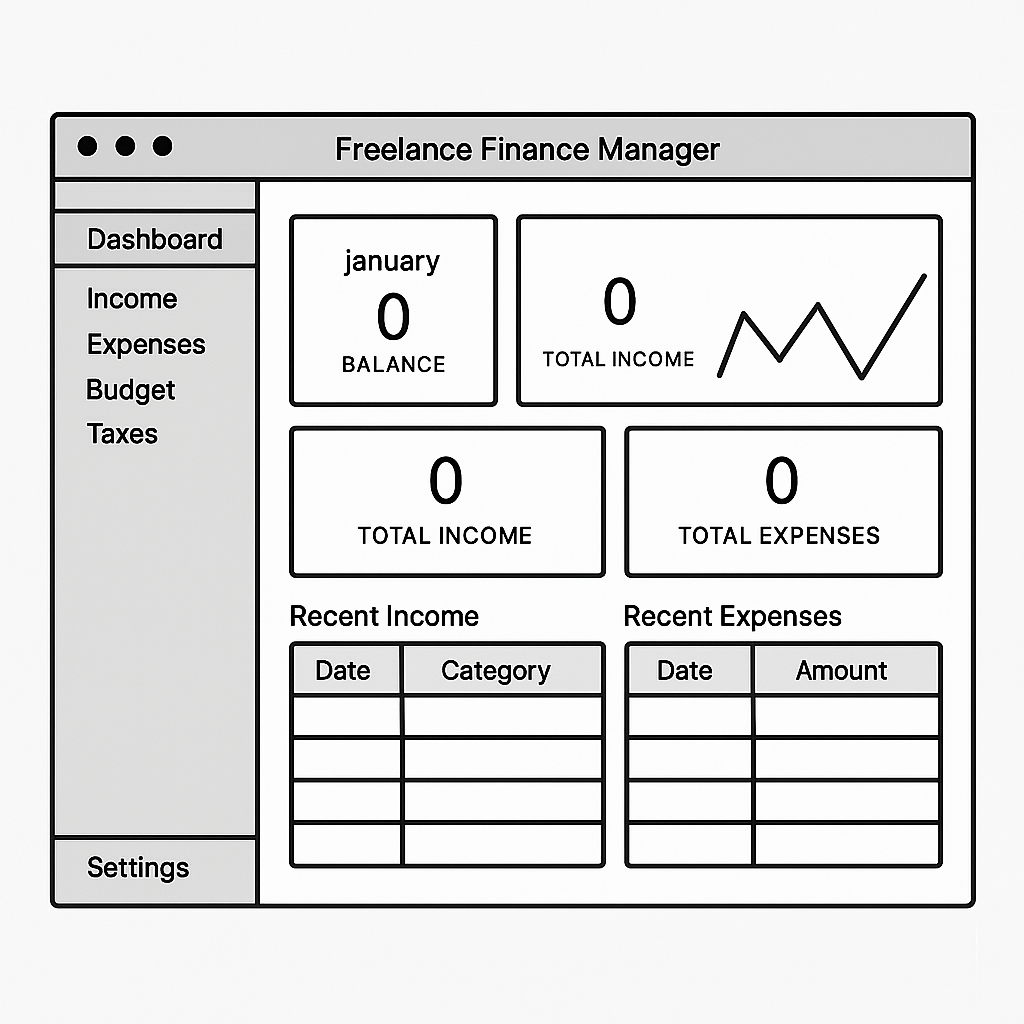 Freelance Finance Manager
Dashboard
Income
Expenses
Budget
Taxes
Settings
january
0
BALANCE
0
TOTAL INCOME
0
TOTAL INCOME
0
TOTAL EXPENSES
Recent Income
Date Category
Recent Expenses
Date Amount